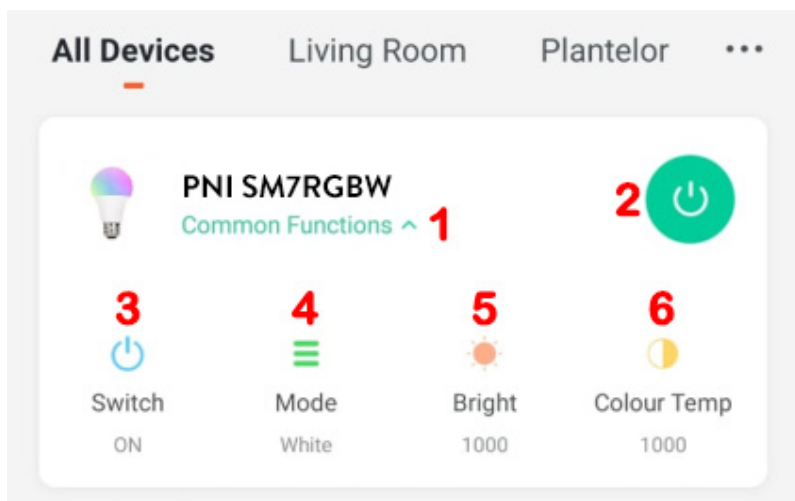 All Devices Living Room Plantelor ...
PNI SM7RGBW
Common Functions 1
2
3 4 5 6
Switch Mode Bright Colour Temp
ON White 1000 1000